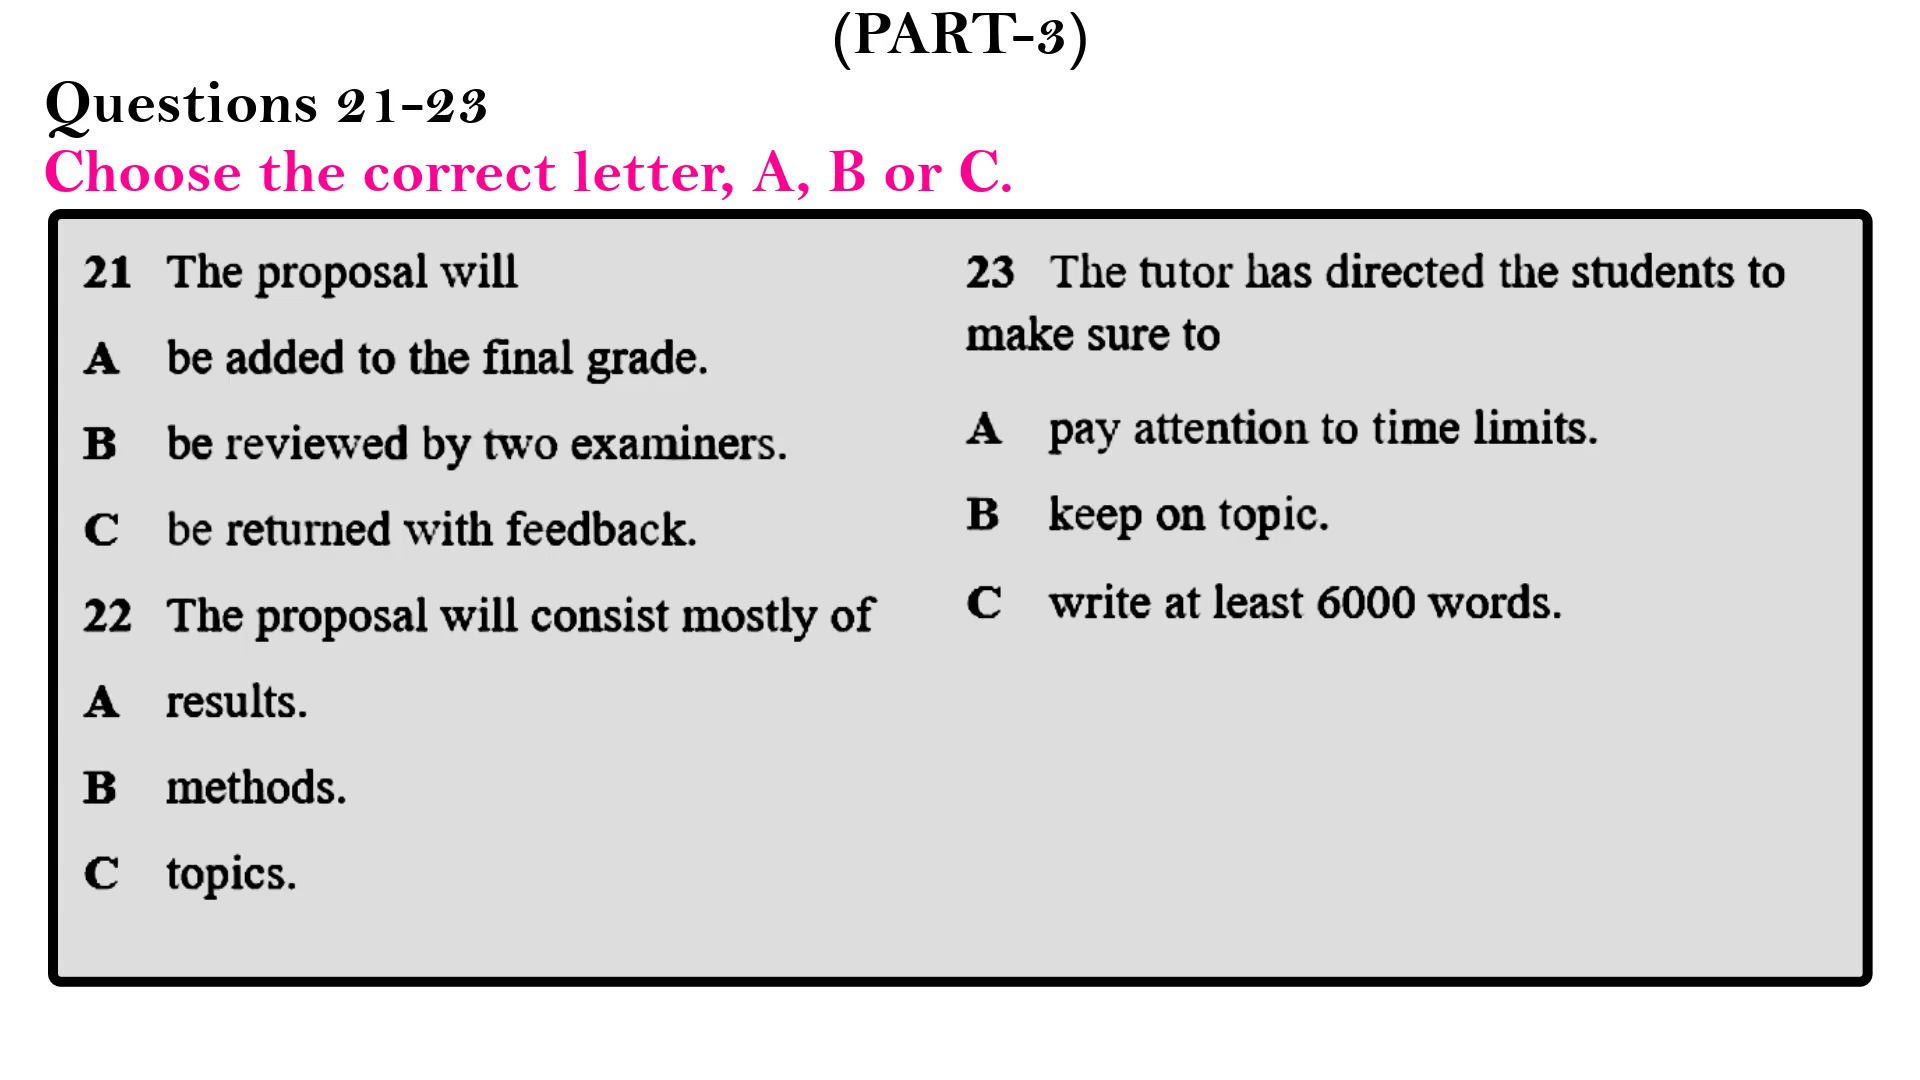 (PART-3)
Questions 21-23
Choose the correct letter, A, B or C.
21 The proposal will
A be added to the final grade.
B be reviewed by two examiners.
C be returned with feedback.
22 The proposal will consist mostly of
A results.
B methods.
C topics.
23 The tutor has directed the students to
make sure to
A pay attention to time limits.
B keep on topic.
C write at least 6000 words.